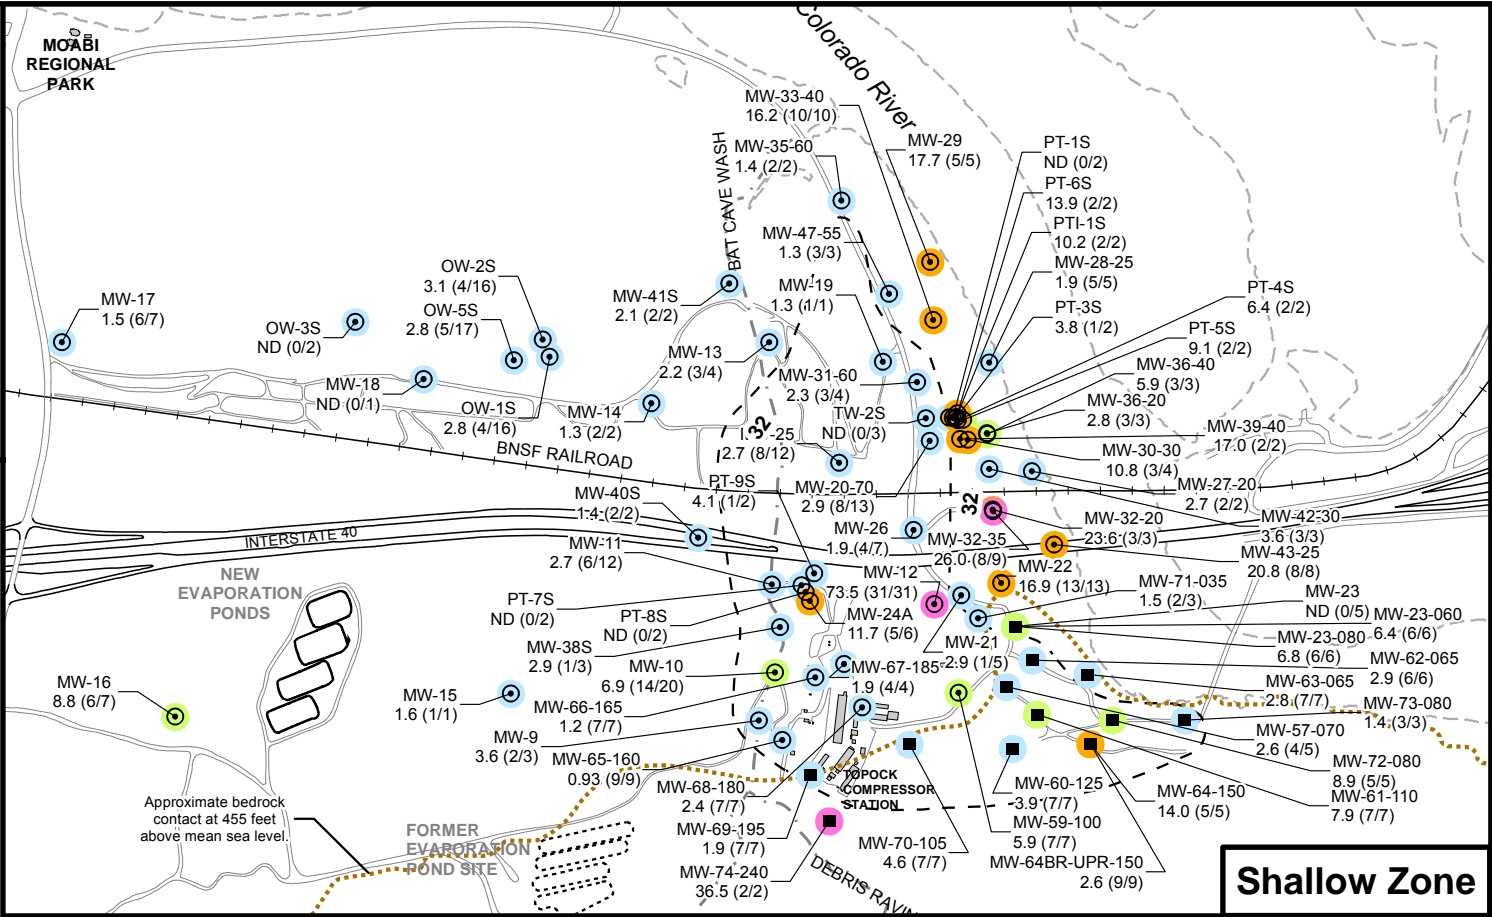 MOABI
REGIONAL
PARK
Colorado River
MW-33-40
16.2 (10/10)
MW-35-60
1.4 (2/2)
MW-29
17.7 (5/5)
PT-1S
ND (0/2)
PT-6S
13.9 (2/2)
PTI-1S
10.2 (2/2)
MW-28-25
1.9 (5/5)
PT-3S
3.8 (1/2)
PT-4S
6.4 (2/2)
PT-5S
9.1 (2/2)
MW-36-40
5.9 (3/3)
MW-36-20
2.8 (3/3)
MW-39-40
17.0 (2/2)
MW-30-30
10.8 (3/4)
MW-27-20
2.7 (2/2)
MW-42-30
3.6 (3/3)
BAT CAVE WASH
MW-47-55
1.3 (3/3)
MW-19
1.3 (1/1)
MW-41S
2.1 (2/2)
OW-2S
3.1 (4/16)
OW-5S
2.8 (5/17)
OW-3S
ND (0/2)
MW-17
1.5 (6/7)
MW-18
ND (0/1)
OW-1S
2.8 (4/16)
MW-14
1.3 (2/2)
MW-13
2.2 (3/4)
MW-31-60
2.3 (3/4)
TW-2S
ND (0/3)
32
-25
2.7 (8/12)
BNSF RAILROAD
PT-9S
4.1 (1/2)
MW-20-70
2.9 (8/13)
32
MW-40S
1.4 (2/2)
INTERSTATE 40
MW-26
1.9 (4/7)
MW-32-20
23.6 (3/3)
MW-32-35
26.0 (8/9)
MW-43-25
20.8 (8/8)
MW-11
2.7 (6/12)
MW-12
73.5 (31/31)
MW-22
16.9 (13/13)
MW-71-035
1.5 (2/3)
MW-23
ND (0/5)
MW-23-060
6.4 (6/6)
MW-23-080
6.8 (6/6)
MW-62-065
2.9 (6/6)
MW-63-065
2.8 (7/7)
MW-73-080
1.4 (3/3)
NEW
EVAPORATION
PONDS
PT-7S
ND (0/2)
PT-8S
ND (0/2)
MW-24A
11.7 (5/6)
MW-38S
2.9 (1/3)
MW-21
2.9 (1/5)
MW-10
6.9 (14/20)
MW-67-185
1.9 (4/4)
MW-16
8.8 (6/7)
MW-15
1.6 (1/1)
MW-66-165
1.2 (7/7)
MW-9
3.6 (2/3)
MW-65-160
0.93 (9/9)
MW-57-070
2.6 (4/5)
MW-72-080
8.9 (5/5)
MW-61-110
7.9 (7/7)
MW-68-180
2.4 (7/7)
TOPOCK
COMPRESSOR
STATION
MW-60-125
3.9 (7/7)
MW-64-150
14.0 (5/5)
MW-59-100
5.9 (7/7)
Approximate bedrock
contact at 455 feet
above mean sea level.
FORMER
EVAPORATION
POND SITE
MW-69-195
1.9 (7/7)
MW-70-105
4.6 (7/7)
MW-64BR-UPR-150
2.6 (9/9)
MW-74-240
36.5 (2/2)
DEBRIS RAVIN
Shallow Zone